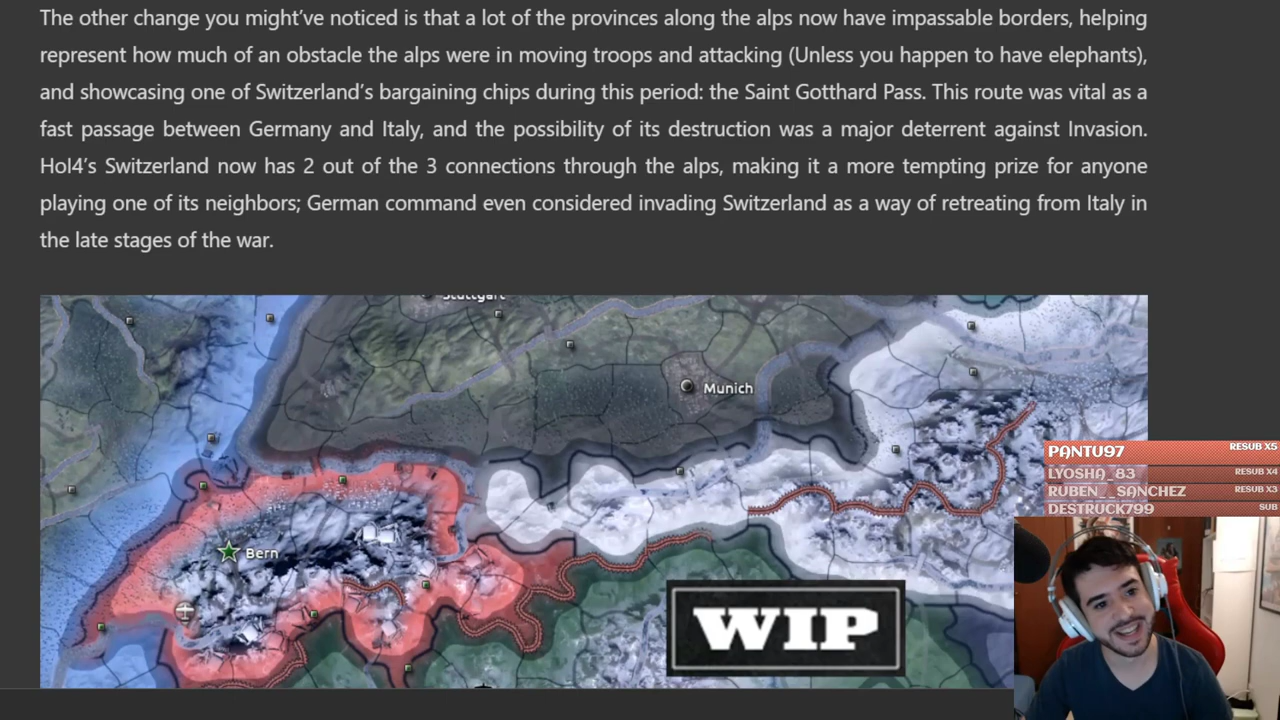 The other change you might’ve noticed is that a lot of the provinces along the alps now have impassable borders, helping
represent how much of an obstacle the alps were in moving troops and attacking (Unless you happen to have elephants),
and showcasing one of Switzerland’s bargaining chips during this period: the Saint Gotthard Pass. This route was vital as a
fast passage between Germany and Italy, and the possibility of its destruction was a major deterrent against Invasion.
HoI4’s Switzerland now has 2 out of the 3 connections through the alps, making it a more tempting prize for anyone
playing one of its neighbors; German command even considered invading Switzerland as a way of retreating from Italy in
the late stages of the war.
Stuttgart
Munich
PANTU97 RESUB X5
LYOSHA_83 RESUB X4
RUBEN__SANCHEZ RESUB X3
DESTRUCK799 SUB
Bern
WIP